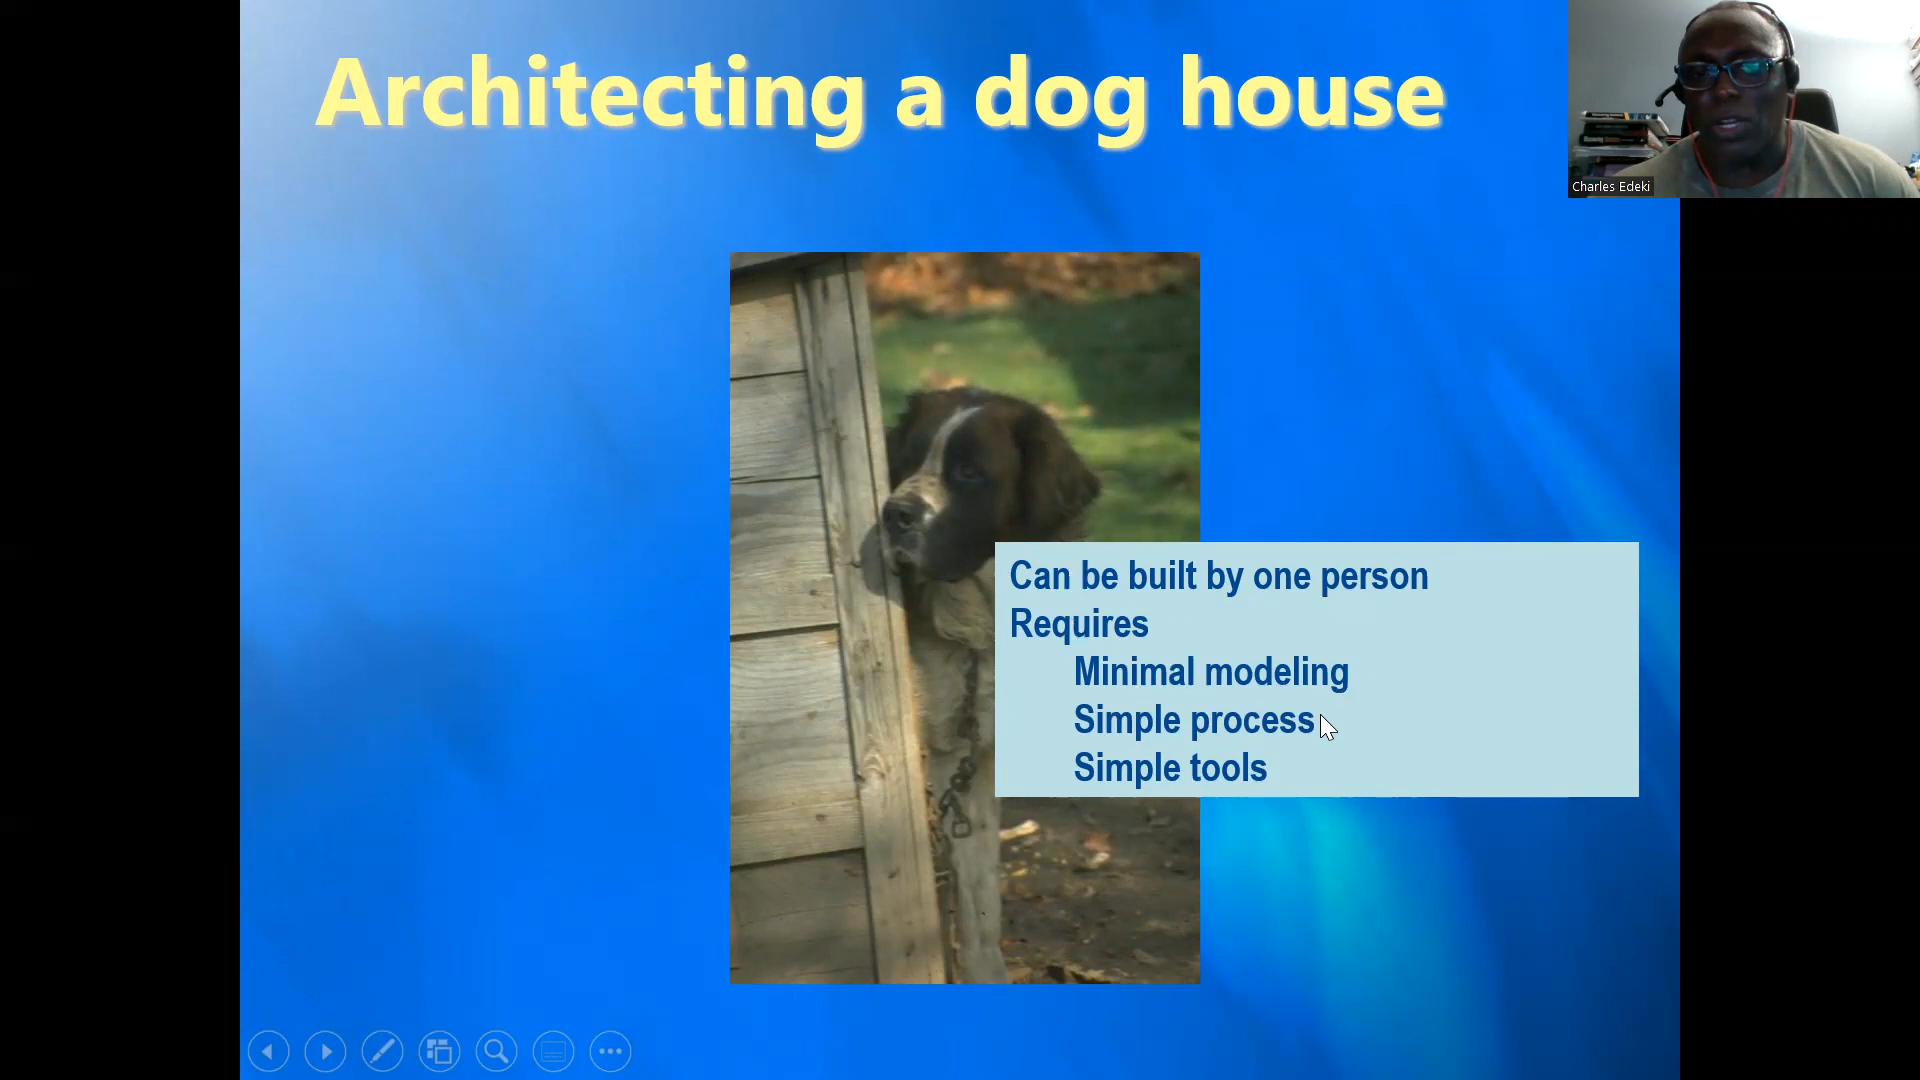 Architecting a dog house
Charles Edeki
Can be built by one person
Requires
Minimal modeling
Simple process
Simple tools